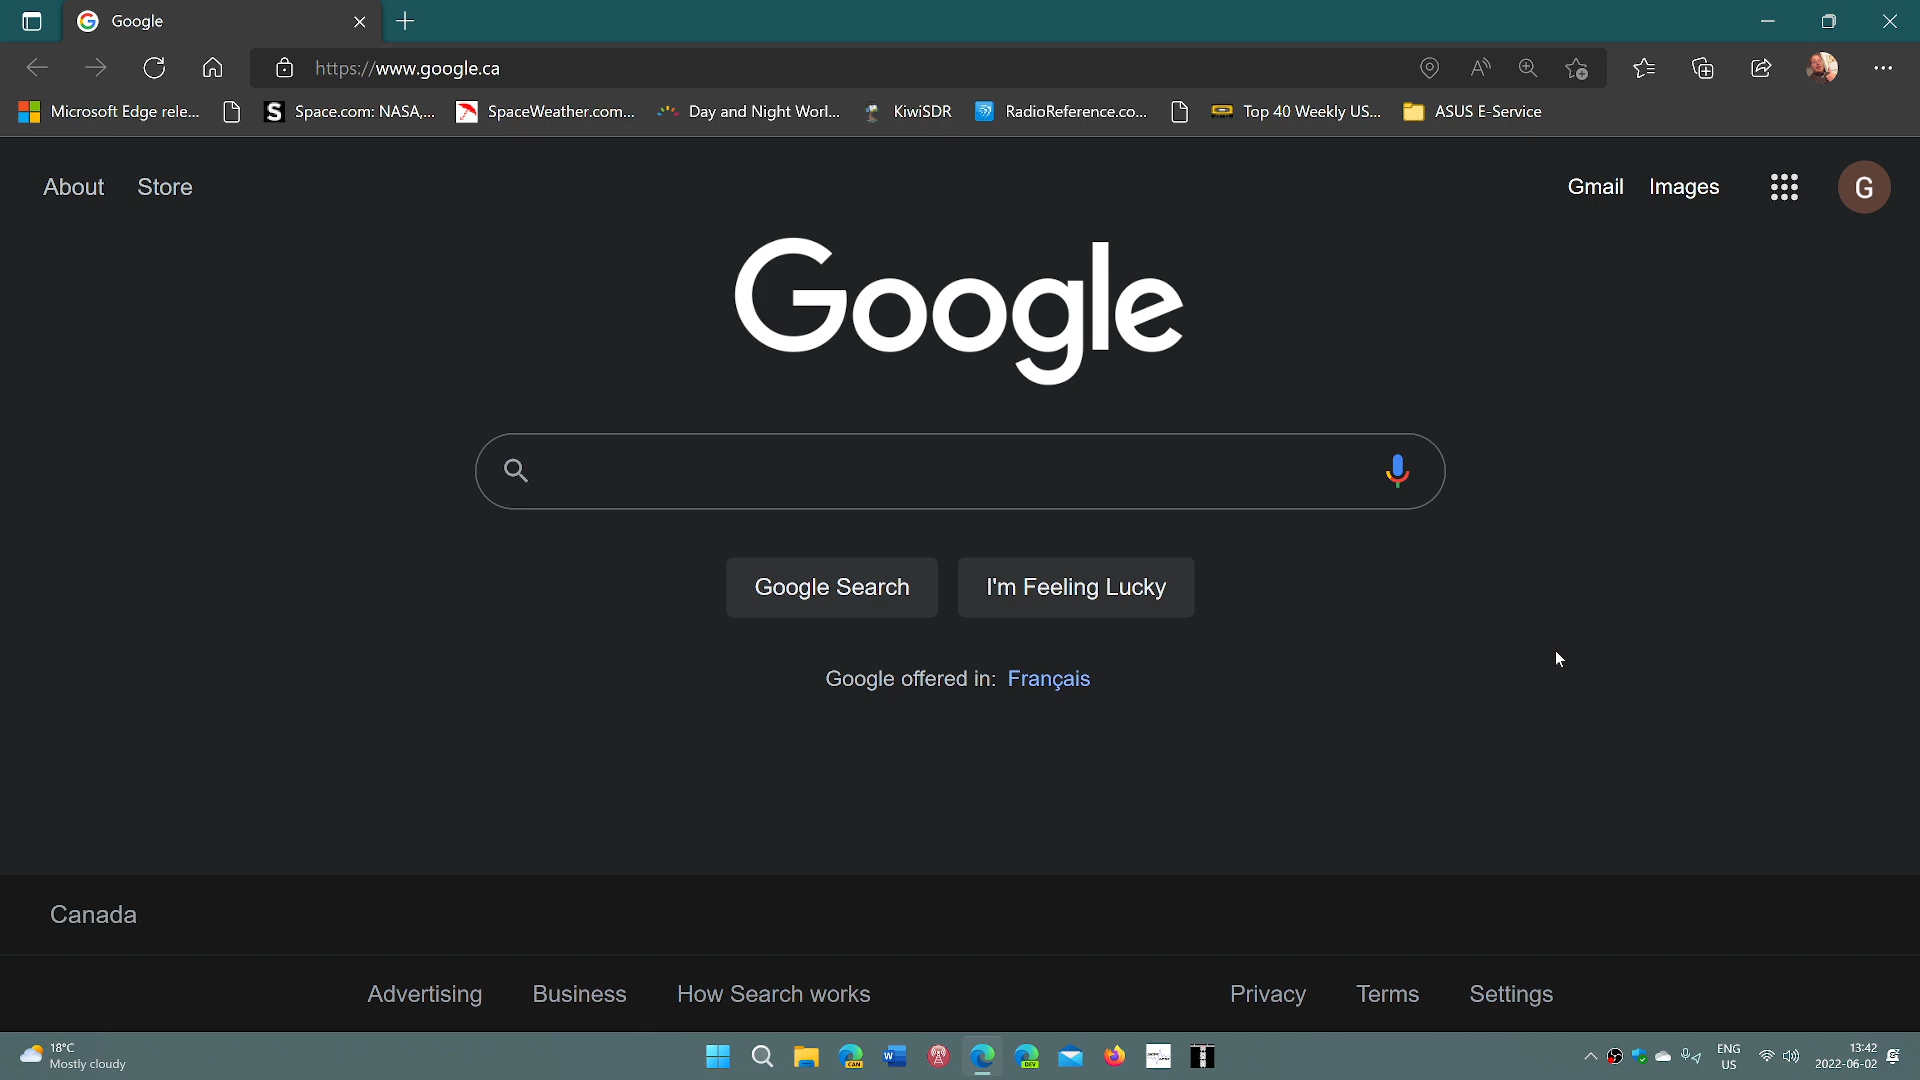 Google
https://www.google.ca
Microsoft Edge rele...
Space.com: NASA,...
SpaceWeather.com...
Day and Night Worl...
KiwiSDR
RadioReference.co...
Top 40 Weekly US...
ASUS E-Service
About
Store
Gmail
Images
G
Google
Google Search
I'm Feeling Lucky
Google offered in: Français
Canada
Advertising
Business
How Search works
Privacy
Terms
Settings
18°C
Mostly cloudy
CAN
W
DEV
ENG
US
13:42
2022-06-02